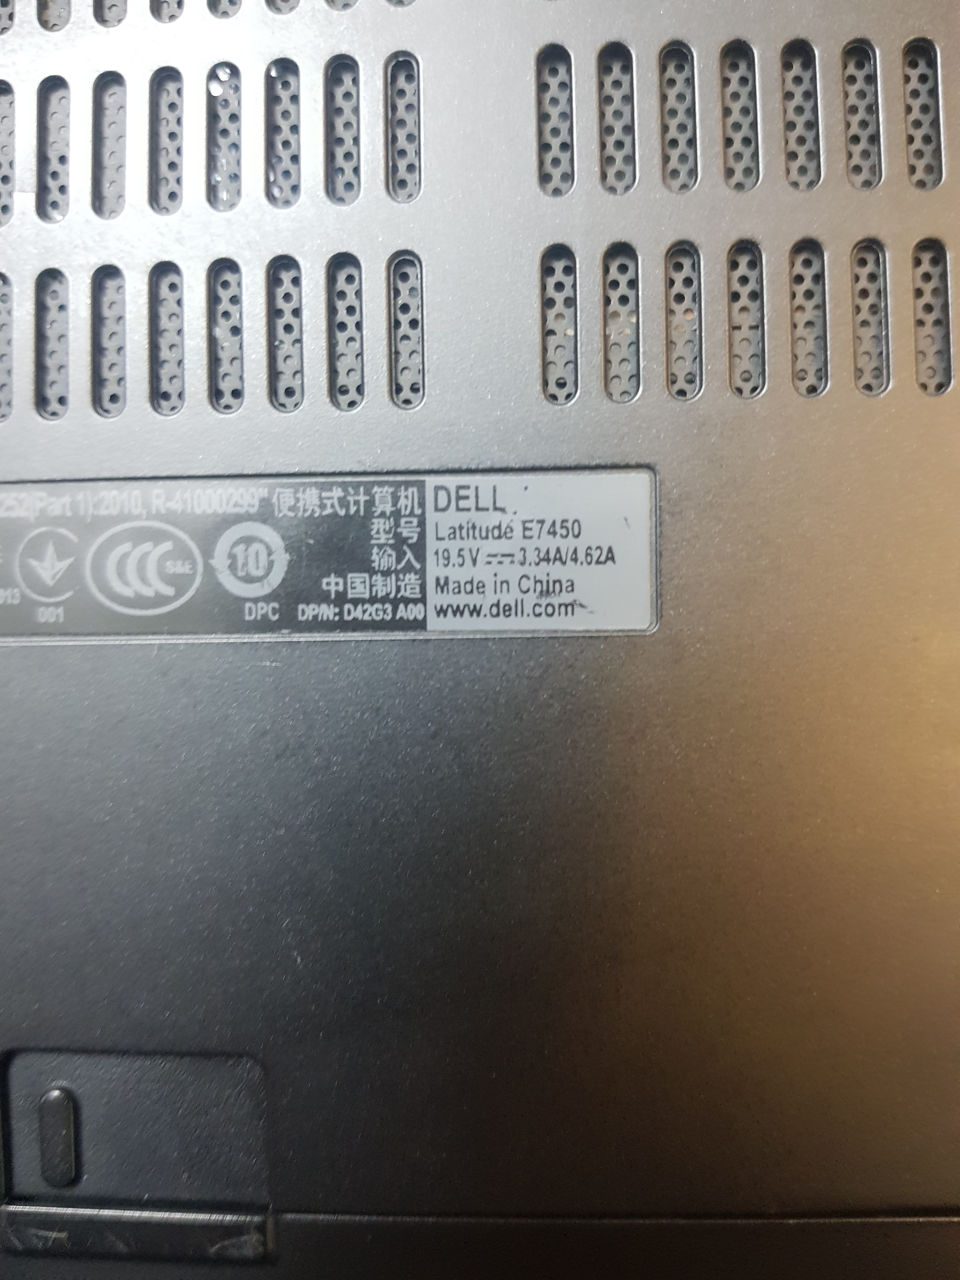 252(Part 1):2010, R-41000299" 便携式计算机
型号
输入
中国制造
10
S&E
001
DPC DP/N: D42G3 A00
DELL
Latitude E7450
19.5V⎓3.34A/4.62A
Made in China
www.dell.com